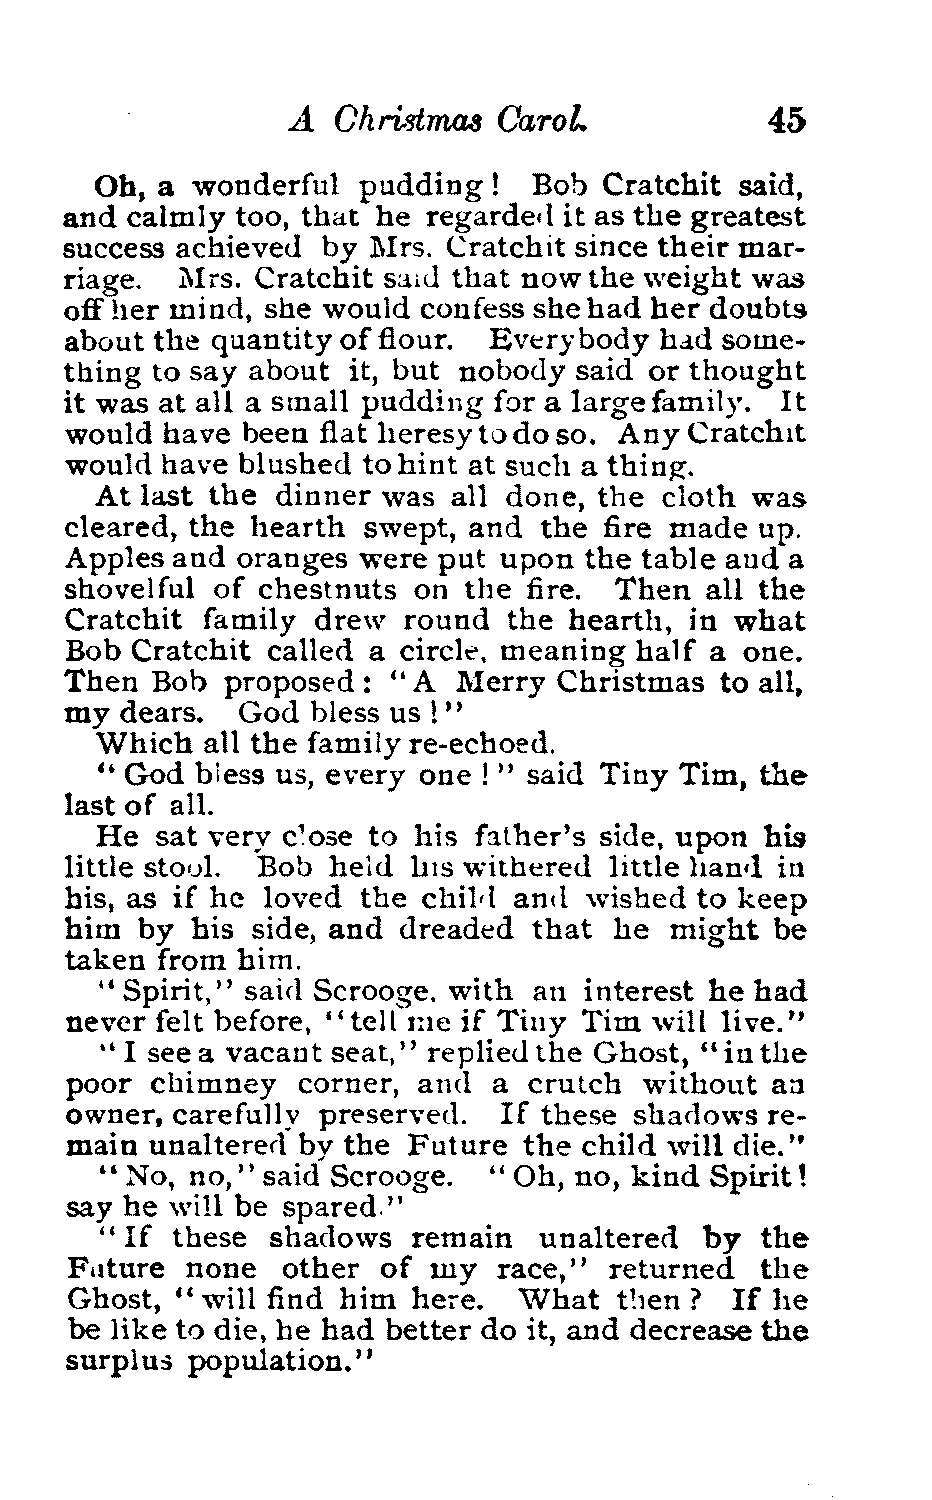 A Christmas Carol. 45
Oh, a wonderful pudding! Bob Cratchit said,
and calmly too, that he regarded it as the greatest
success achieved by Mrs. Cratchit since their mar-
riage. Mrs. Cratchit said that now the weight was
off her mind, she would confess she had her doubts
about the quantity of flour. Everybody had some-
thing to say about it, but nobody said or thought
it was at all a small pudding for a large family. It
would have been flat heresy to do so. Any Cratchit
would have blushed to hint at such a thing.
At last the dinner was all done, the cloth was
cleared, the hearth swept, and the fire made up.
Apples and oranges were put upon the table and a
shovelful of chestnuts on the fire. Then all the
Cratchit family drew round the hearth, in what
Bob Cratchit called a circle, meaning half a one.
Then Bob proposed: "A Merry Christmas to all,
my dears. God bless us!"
Which all the family re-echoed.
"God bless us, every one!" said Tiny Tim, the
last of all.
He sat very close to his father's side, upon his
little stool. Bob held his withered little hand in
his, as if he loved the child and wished to keep
him by his side, and dreaded that he might be
taken from him.
"Spirit," said Scrooge, with an interest he had
never felt before, "tell me if Tiny Tim will live."
"I see a vacant seat," replied the Ghost, "in the
poor chimney corner, and a crutch without an
owner, carefully preserved. If these shadows re-
main unaltered by the Future the child will die."
"No, no," said Scrooge. "Oh, no, kind Spirit!
say he will be spared."
"If these shadows remain unaltered by the
Future none other of my race," returned the
Ghost, "will find him here. What then? If he
be like to die, he had better do it, and decrease the
surplus population."